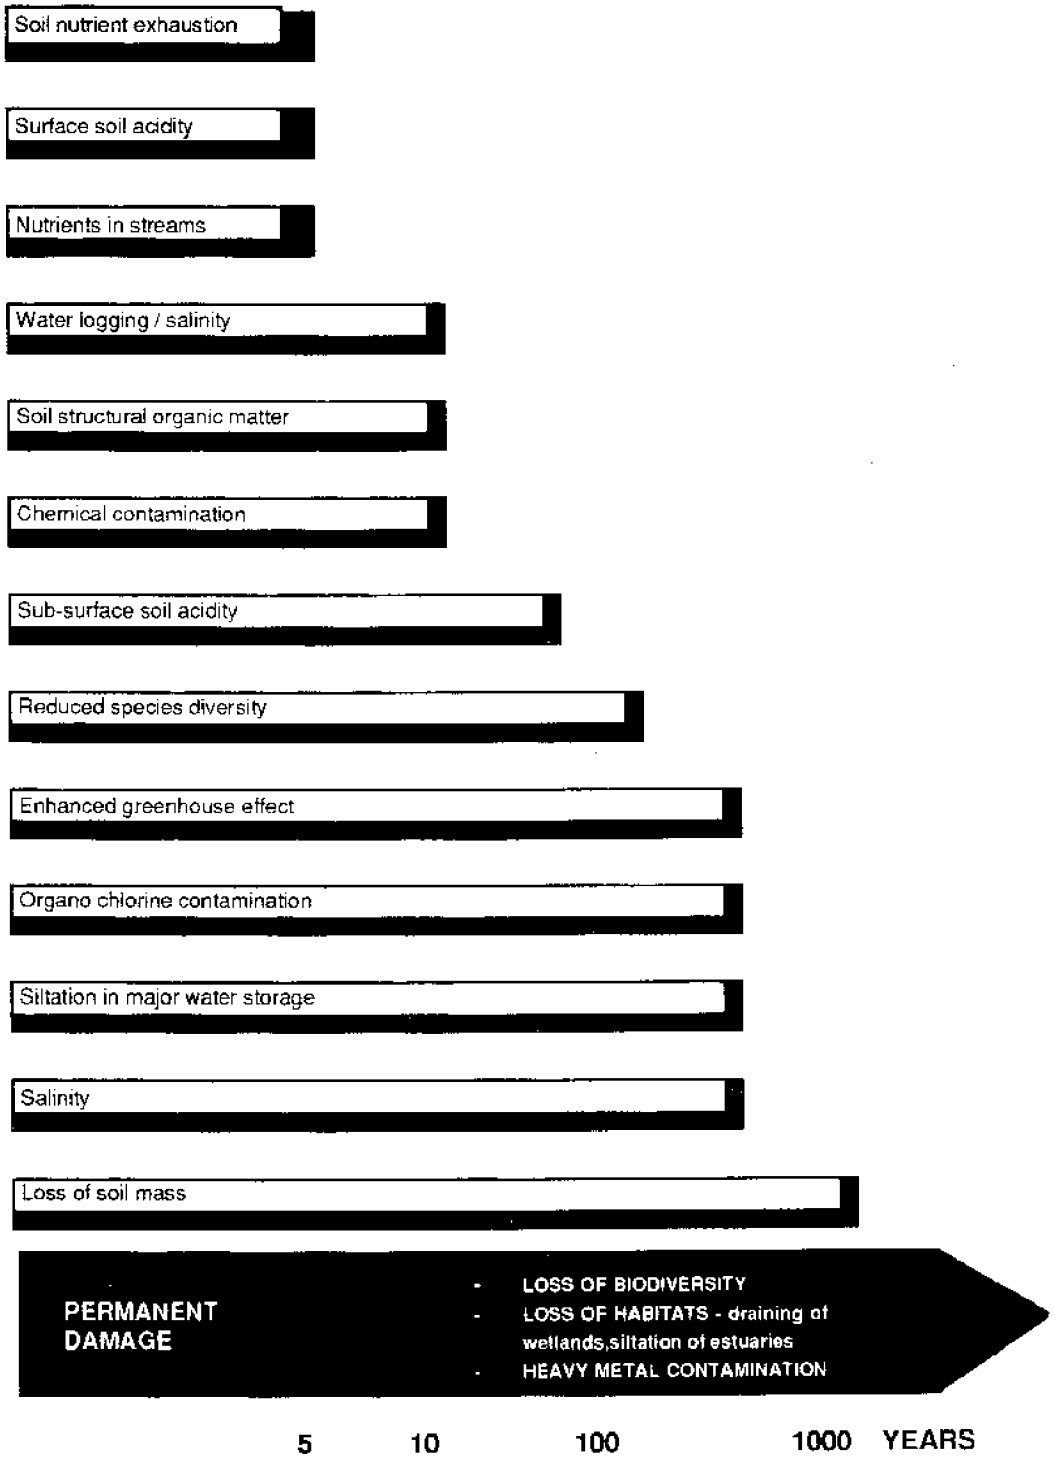 Soil nutrient exhaustion
Surface soil acidity
Nutrients in streams
Water logging / salinity
Soil structural organic matter
Chemical contamination
Sub-surface soil acidity
Reduced species diversity
Enhanced greenhouse effect
Organo chlorine contamination
Siltation in major water storage
Salinity
Loss of soil mass
PERMANENT
DAMAGE
- LOSS OF BIODIVERSITY
- LOSS OF HABITATS - draining of
wetlands,siltation of estuaries
- HEAVY METAL CONTAMINATION
5 10 100 1000 YEARS